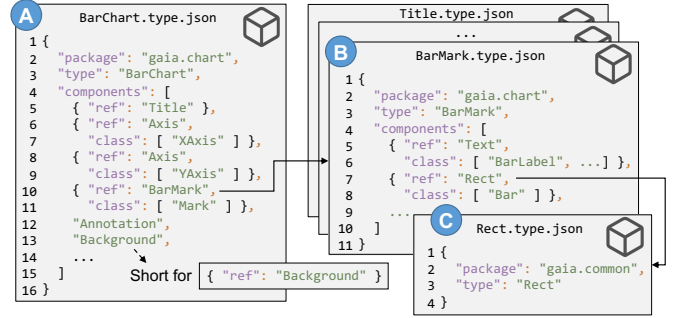 A
BarChart.type.json
1 {
2 "package": "gaia.chart",
3 "type": "BarChart",
4 "components": [
5 { "ref": "Title" },
6 { "ref": "Axis",
7 "class": [ "XAxis" ] },
8 { "ref": "Axis",
9 "class": [ "YAxis" ] },
10 { "ref": "BarMark",
11 "class": [ "Mark" ] },
12 "Annotation",
13 "Background",
14 ...
15 ]
16 }
Short for
{ "ref": "Background" }
Title.type.json
...
B
BarMark.type.json
1 {
2 "package": "gaia.chart",
3 "type": "BarMark",
4 "components": [
5 { "ref": "Text",
6 "class": [ "BarLabel", ...] },
7 { "ref": "Rect",
8 "class": [ "Bar" ] },
9 ...
10 ]
11 }
C
Rect.type.json
1 {
2 "package": "gaia.common",
3 "type": "Rect"
4 }